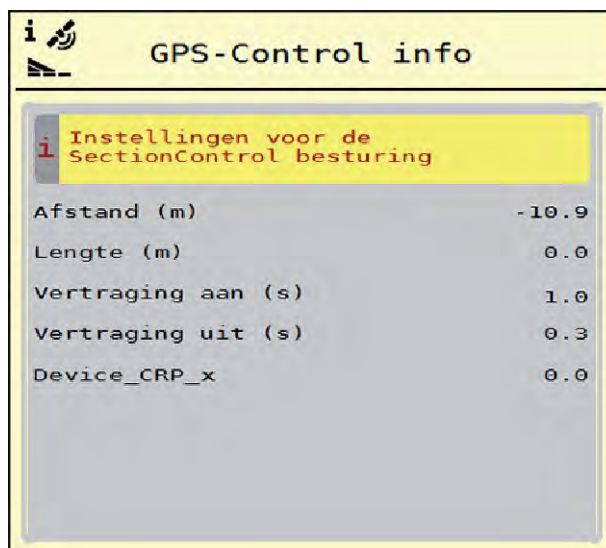 i
GPS-Control info
i Instellingen voor de
SectionControl besturing
Afstand (m) -10.9
Lengte (m) 0.0
Vertraging aan (s) 1.0
Vertraging uit (s) 0.3
Device_CRP_x 0.0